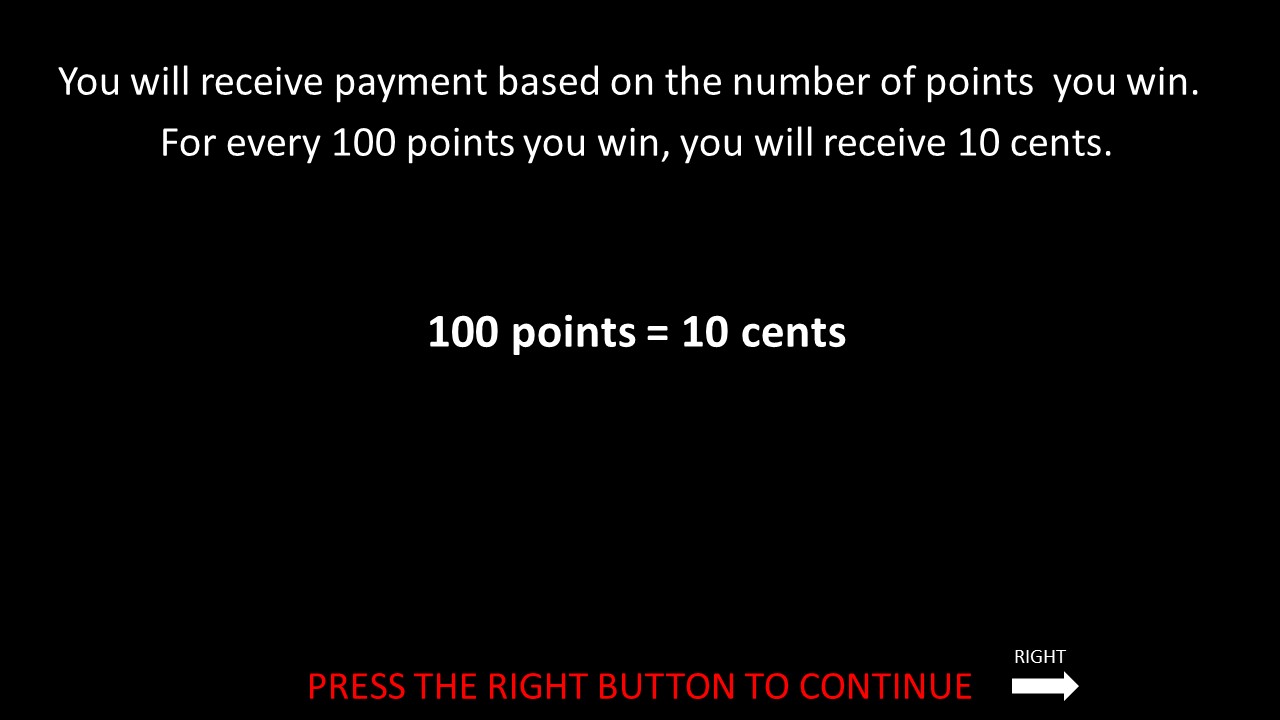 You will receive payment based on the number of points  you win.
For every 100 points you win, you will receive 10 cents.
100 points = 10 cents
RIGHT
PRESS THE RIGHT BUTTON TO CONTINUE